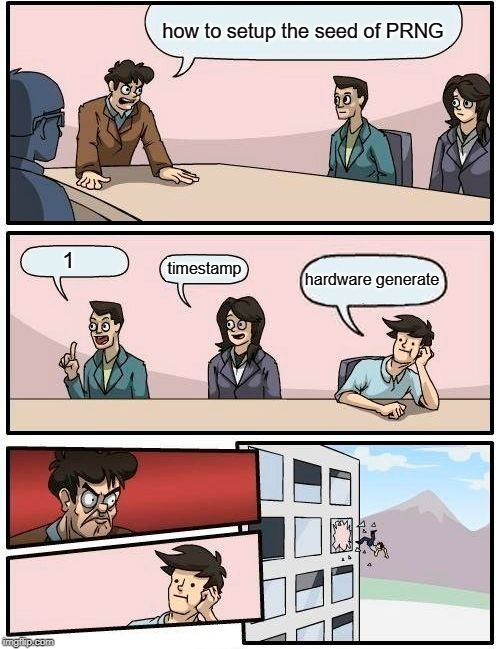 how to setup the seed of PRNG
1
timestamp
hardware generate
imgflip.com